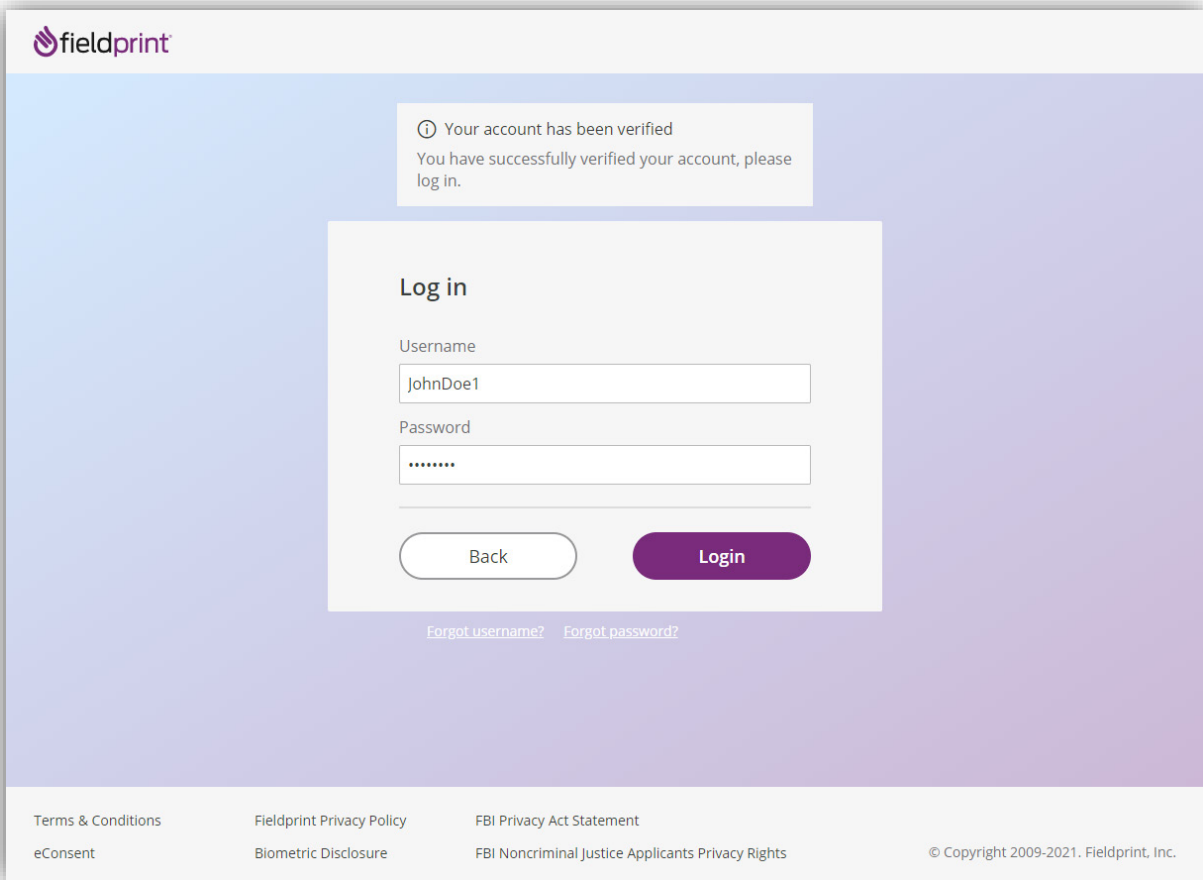 fieldprint
Your account has been verified
You have successfully verified your account, please
log in.
Log in
Username
JohnDoe1
Password
••••••••
Back
Login
Forgot username? Forgot password?
Terms & Conditions
Fieldprint Privacy Policy
FBI Privacy Act Statement
eConsent
Biometric Disclosure
FBI Noncriminal Justice Applicants Privacy Rights
© Copyright 2009-2021. Fieldprint, Inc.